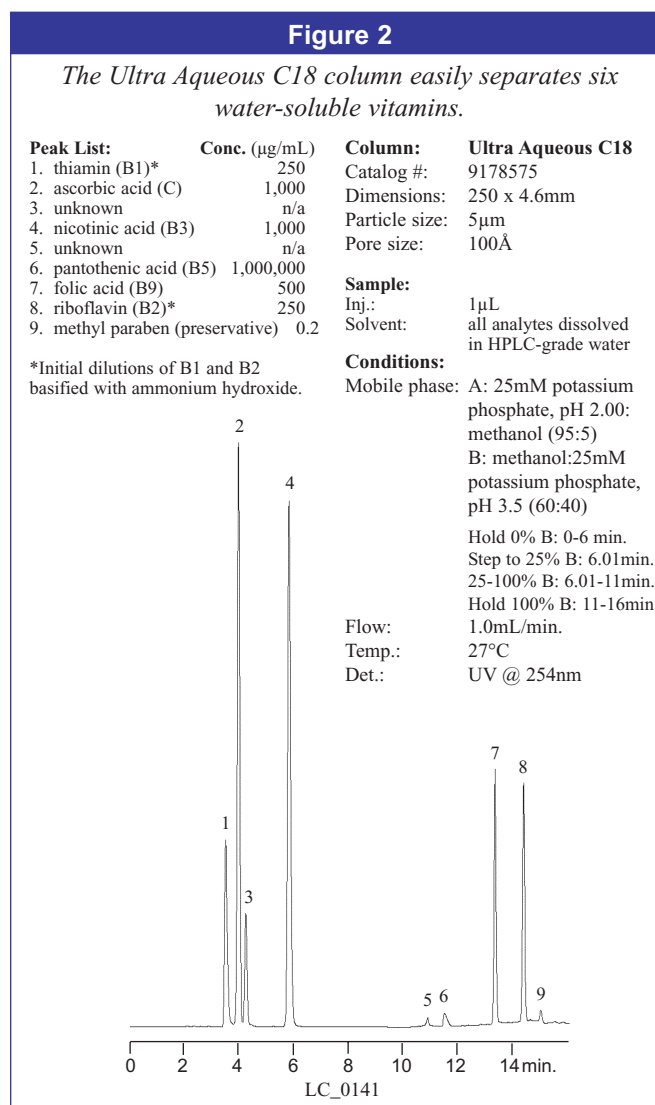 Figure 2
The Ultra Aqueous C18 column easily separates six
water-soluble vitamins.
Peak List: Conc. (µg/mL)
1. thiamin (B1)* 250
2. ascorbic acid (C) 1,000
3. unknown n/a
4. nicotinic acid (B3) 1,000
5. unknown n/a
6. pantothenic acid (B5) 1,000,000
7. folic acid (B9) 500
8. riboflavin (B2)* 250
9. methyl paraben (preservative) 0.2
*Initial dilutions of B1 and B2
basified with ammonium hydroxide.
Column: Ultra Aqueous C18
Catalog #: 9178575
Dimensions: 250 x 4.6mm
Particle size: 5µm
Pore size: 100Å
Sample:
Inj.: 1µL
Solvent: all analytes dissolved
in HPLC-grade water
Conditions:
Mobile phase: A: 25mM potassium
phosphate, pH 2.00:
methanol (95:5)
B: methanol:25mM
potassium phosphate,
pH 3.5 (60:40)
Hold 0% B: 0-6 min.
Step to 25% B: 6.01min.
25-100% B: 6.01-11min.
Hold 100% B: 11-16min
Flow: 1.0mL/min.
Temp.: 27°C
Det.: UV @ 254nm
2
4
7
8
1
3
5 6 9
0 2 4 6 8 10 12 14 min.
LC_0141